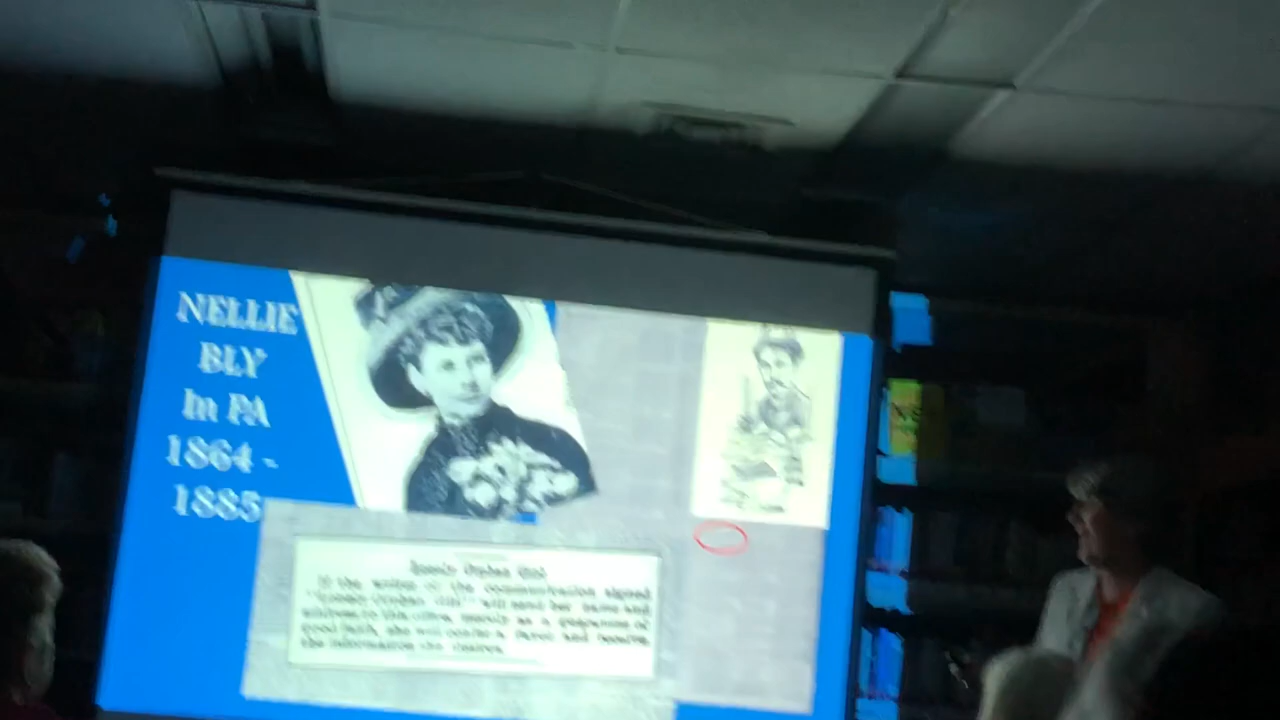 NELLIE
BLY
In PA
1864 -
1885
Lonely Orphan Girl
If the writer of the communication signed
"Lonely Orphan Girl" will send her name and
address to this office, merely as a guarantee of
good faith, she will confer a favor and receive
the information she desires.